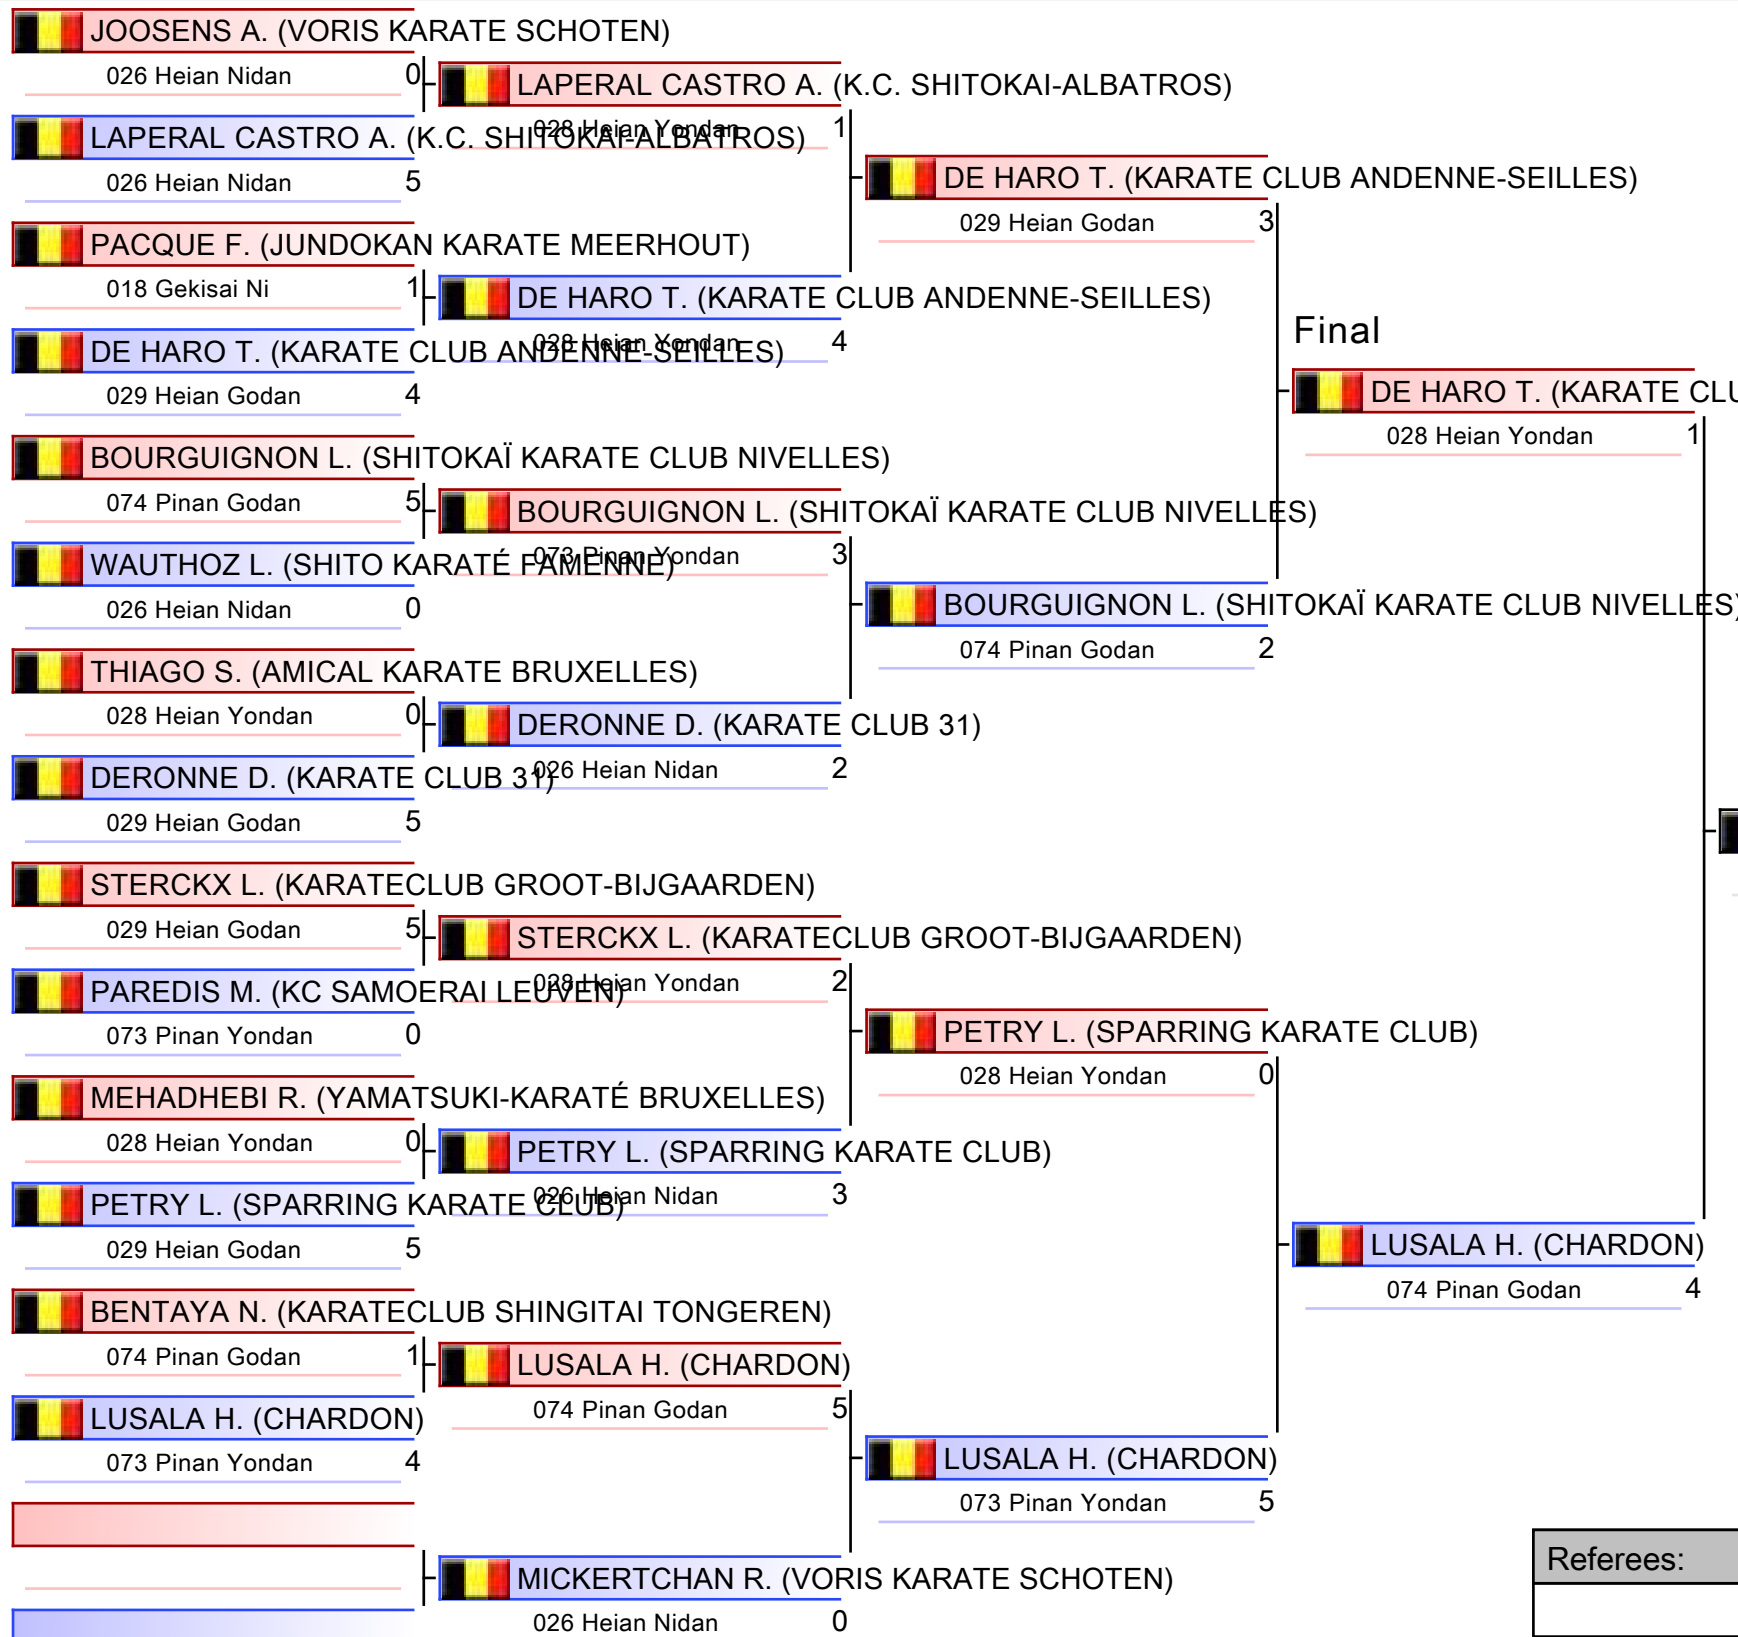 JOOSENS A. (VORIS KARATE SCHOTEN)
026 Heian Nidan 0
LAPERAL CASTRO A. (K.C. SHITOKAI-ALBATROS)
026 Heian Nidan 5
PACQUE F. (JUNDOKAN KARATE MEERHOUT)
018 Gekisai Ni 1
DE HARO T. (KARATE CLUB ANDENNE-SEILLES)
029 Heian Godan 4
BOURGUIGNON L. (SHITOKAÏ KARATE CLUB NIVELLES)
074 Pinan Godan 5
WAUTHOZ L. (SHITO KARATÉ FAMENNE)
026 Heian Nidan 0
THIAGO S. (AMICAL KARATE BRUXELLES)
028 Heian Yondan 0
DERONNE D. (KARATE CLUB 31)
029 Heian Godan 5
STERCKX L. (KARATECLUB GROOT-BIJGAARDEN)
029 Heian Godan 5
PAREDIS M. (KC SAMOERAI LEUVEN)
073 Pinan Yondan 0
MEHADHEBI R. (YAMATSUKI-KARATÉ BRUXELLES)
028 Heian Yondan 0
PETRY L. (SPARRING KARATE CLUB)
029 Heian Godan 5
BENTAYA N. (KARATECLUB SHINGITAI TONGEREN)
074 Pinan Godan 1
LUSALA H. (CHARDON)
073 Pinan Yondan 4
LAPERAL CASTRO A. (K.C. SHITOKAI-ALBATROS)
028 Heian Yondan 1
DE HARO T. (KARATE CLUB ANDENNE-SEILLES)
028 Heian Yondan 4
BOURGUIGNON L. (SHITOKAÏ KARATE CLUB NIVELLES)
073 Pinan Yondan 3
DERONNE D. (KARATE CLUB 31)
026 Heian Nidan 2
STERCKX L. (KARATECLUB GROOT-BIJGAARDEN)
028 Heian Yondan 2
PETRY L. (SPARRING KARATE CLUB)
026 Heian Nidan 3
LUSALA H. (CHARDON)
074 Pinan Godan 5
MICKERTCHAN R. (VORIS KARATE SCHOTEN)
026 Heian Nidan 0
DE HARO T. (KARATE CLUB ANDENNE-SEILLES)
029 Heian Godan 3
BOURGUIGNON L. (SHITOKAÏ KARATE CLUB NIVELLES)
074 Pinan Godan 2
PETRY L. (SPARRING KARATE CLUB)
028 Heian Yondan 0
LUSALA H. (CHARDON)
073 Pinan Yondan 5
Final
DE HARO T. (KARATE CLU
028 Heian Yondan 1
LUSALA H. (CHARDON)
074 Pinan Godan 4
Referees: